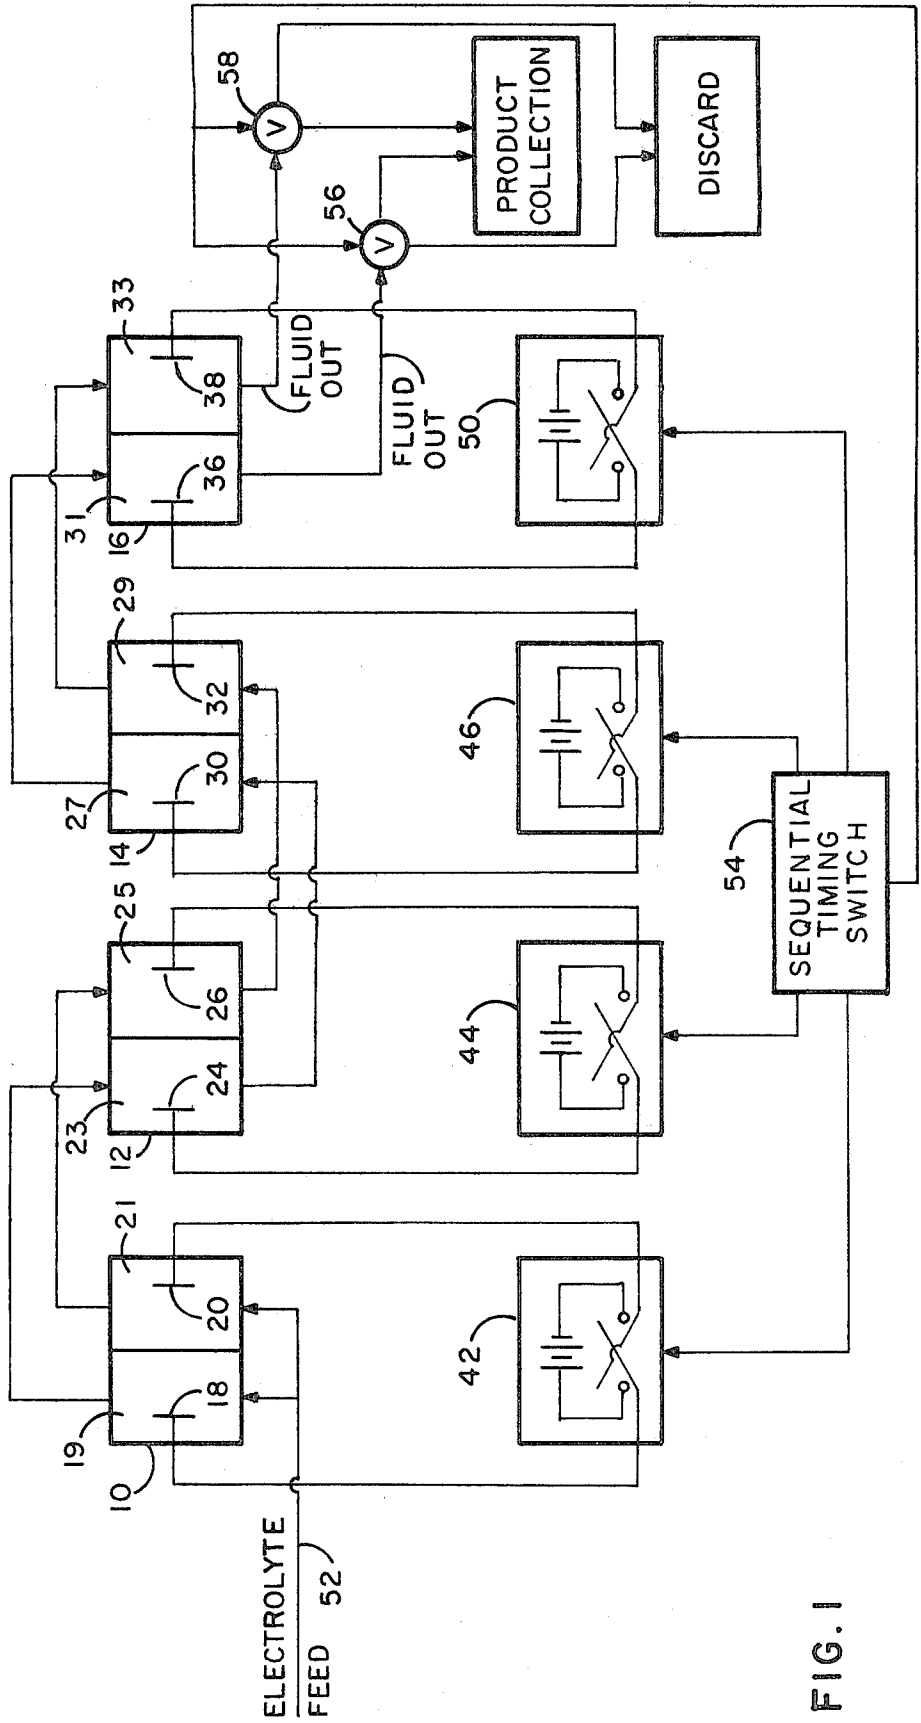 ELECTROLYTE
FEED
52
19
21
10
18
20
23
25
12
24
26
27
29
14
30
32
31
33
16
36
38
FLUID
OUT
FLUID
OUT
58
V
56
V
PRODUCT
COLLECTION
DISCARD
42
44
46
50
54
SEQUENTIAL
TIMING
SWITCH
FIG. 1